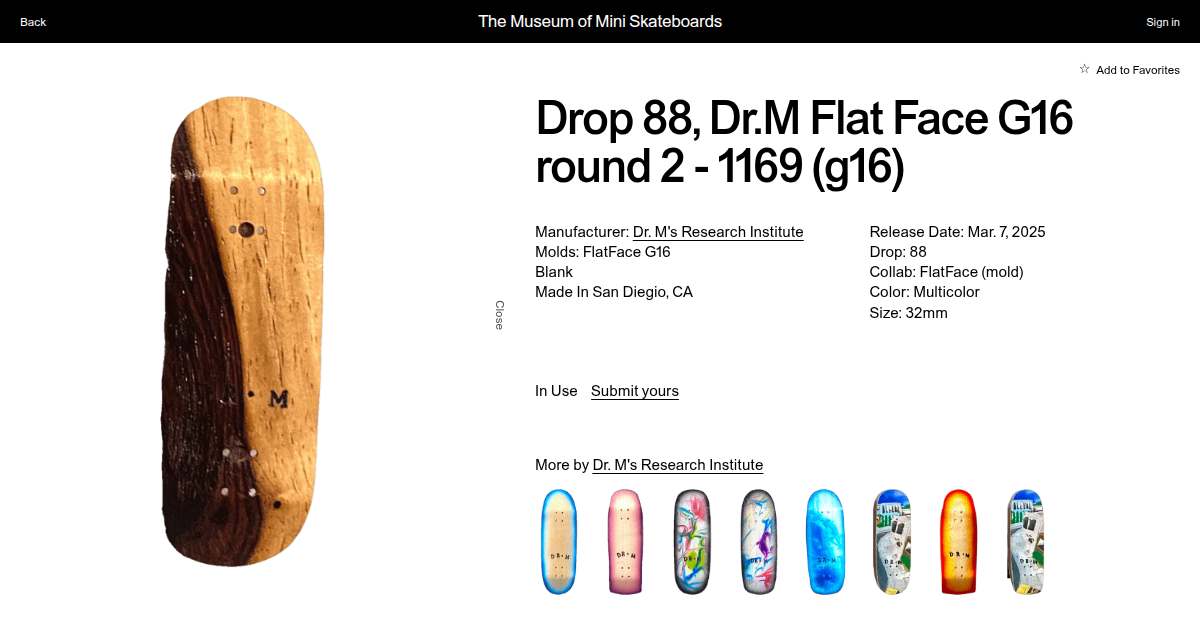 Back
The Museum of Mini Skateboards
Sign in
☆ Add to Favorites
Drop 88, Dr.M Flat Face G16
round 2 - 1169 (g16)
Manufacturer: Dr. M's Research Institute
Molds: FlatFace G16
Blank
Made In San Diegio, CA
Release Date: Mar. 7, 2025
Drop: 88
Collab: FlatFace (mold)
Color: Multicolor
Size: 32mm
M
Close
In Use Submit yours
More by Dr. M's Research Institute
DR•M
DR•M